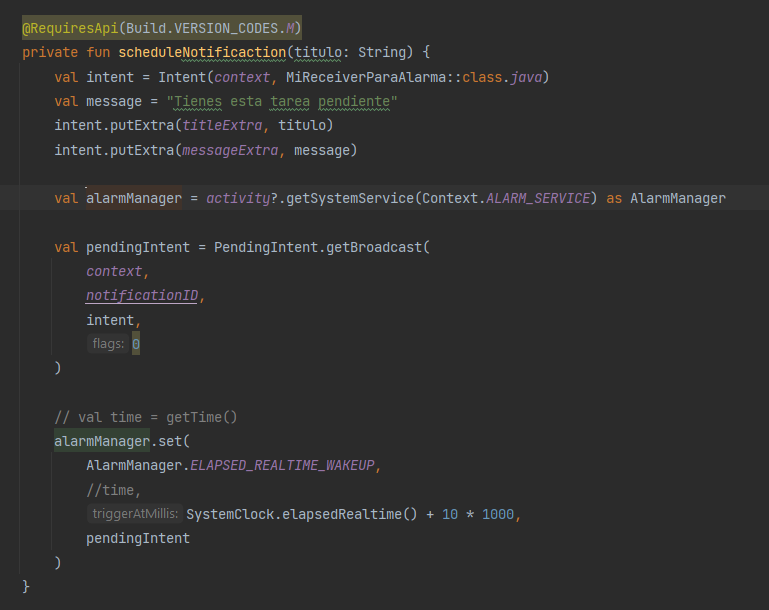 @RequiresApi(Build.VERSION_CODES.M)
private fun scheduleNotificaction(titulo: String) {
val intent = Intent(context, MiReceiverParaAlarma::class.java)
val message = "Tienes esta tarea pendiente"
intent.putExtra(titleExtra, titulo)
intent.putExtra(messageExtra, message)
val alarmManager = activity?.getSystemService(Context.ALARM_SERVICE) as AlarmManager
val pendingIntent = PendingIntent.getBroadcast(
context,
notificationID,
intent,
flags: 0
)
// val time = getTime()
alarmManager.set(
AlarmManager.ELAPSED_REALTIME_WAKEUP,
//time,
triggerAtMillis: SystemClock.elapsedRealtime() + 10 * 1000,
pendingIntent
)
}